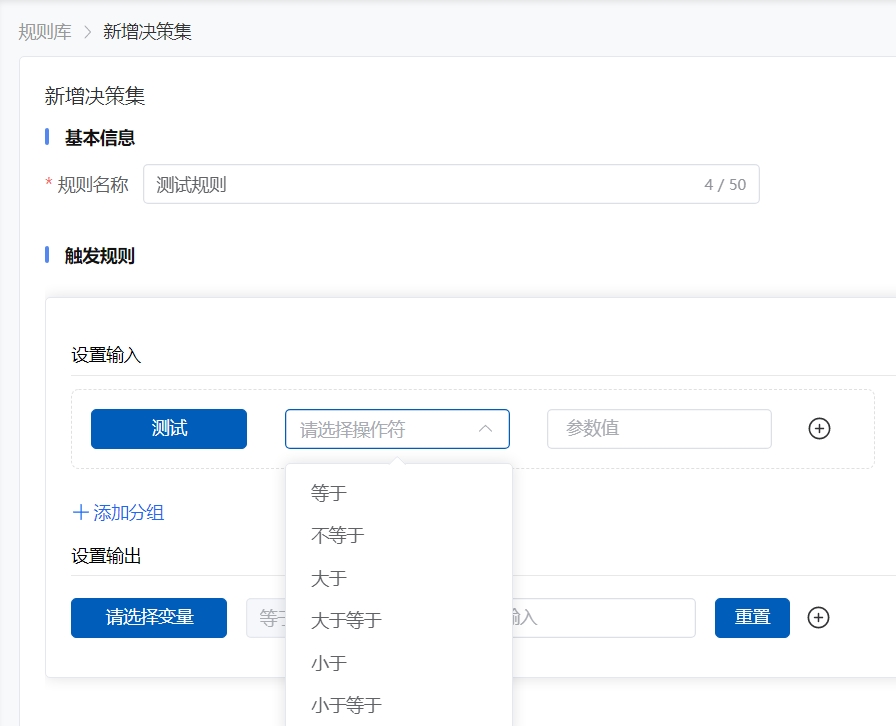 规则库 > 新增决策集
新增决策集
基本信息
* 规则名称 测试规则 4 / 50
触发规则
设置输入
测试 请选择操作符 参数值
等于
+ 添加分组
不等于
设置输出
大于
请选择变量 等于 输入 重置
大于等于
小于
小于等于